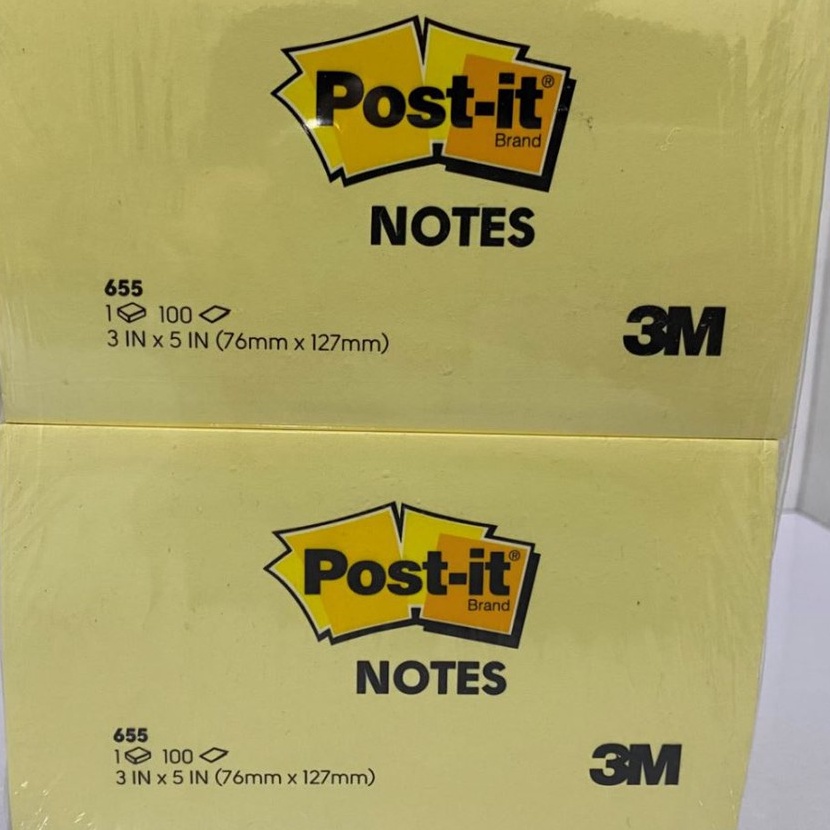 Post-it®
Brand
NOTES
655
1 100
3 IN x 5 IN (76mm x 127mm)
3M
Post-it®
Brand
NOTES
655
1 100
3 IN x 5 IN (76mm x 127mm)
3M